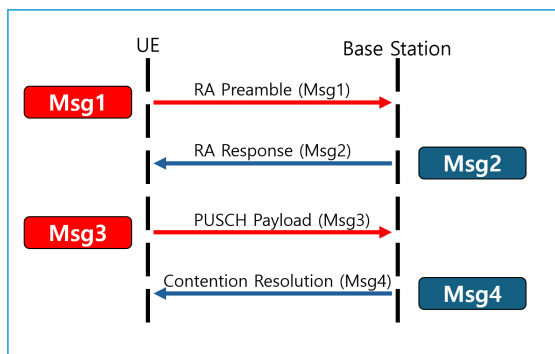 UE
Base Station
RA Preamble (Msg1)
Msg1
RA Response (Msg2)
Msg2
PUSCH Payload (Msg3)
Msg3
Contention Resolution (Msg4)
Msg4